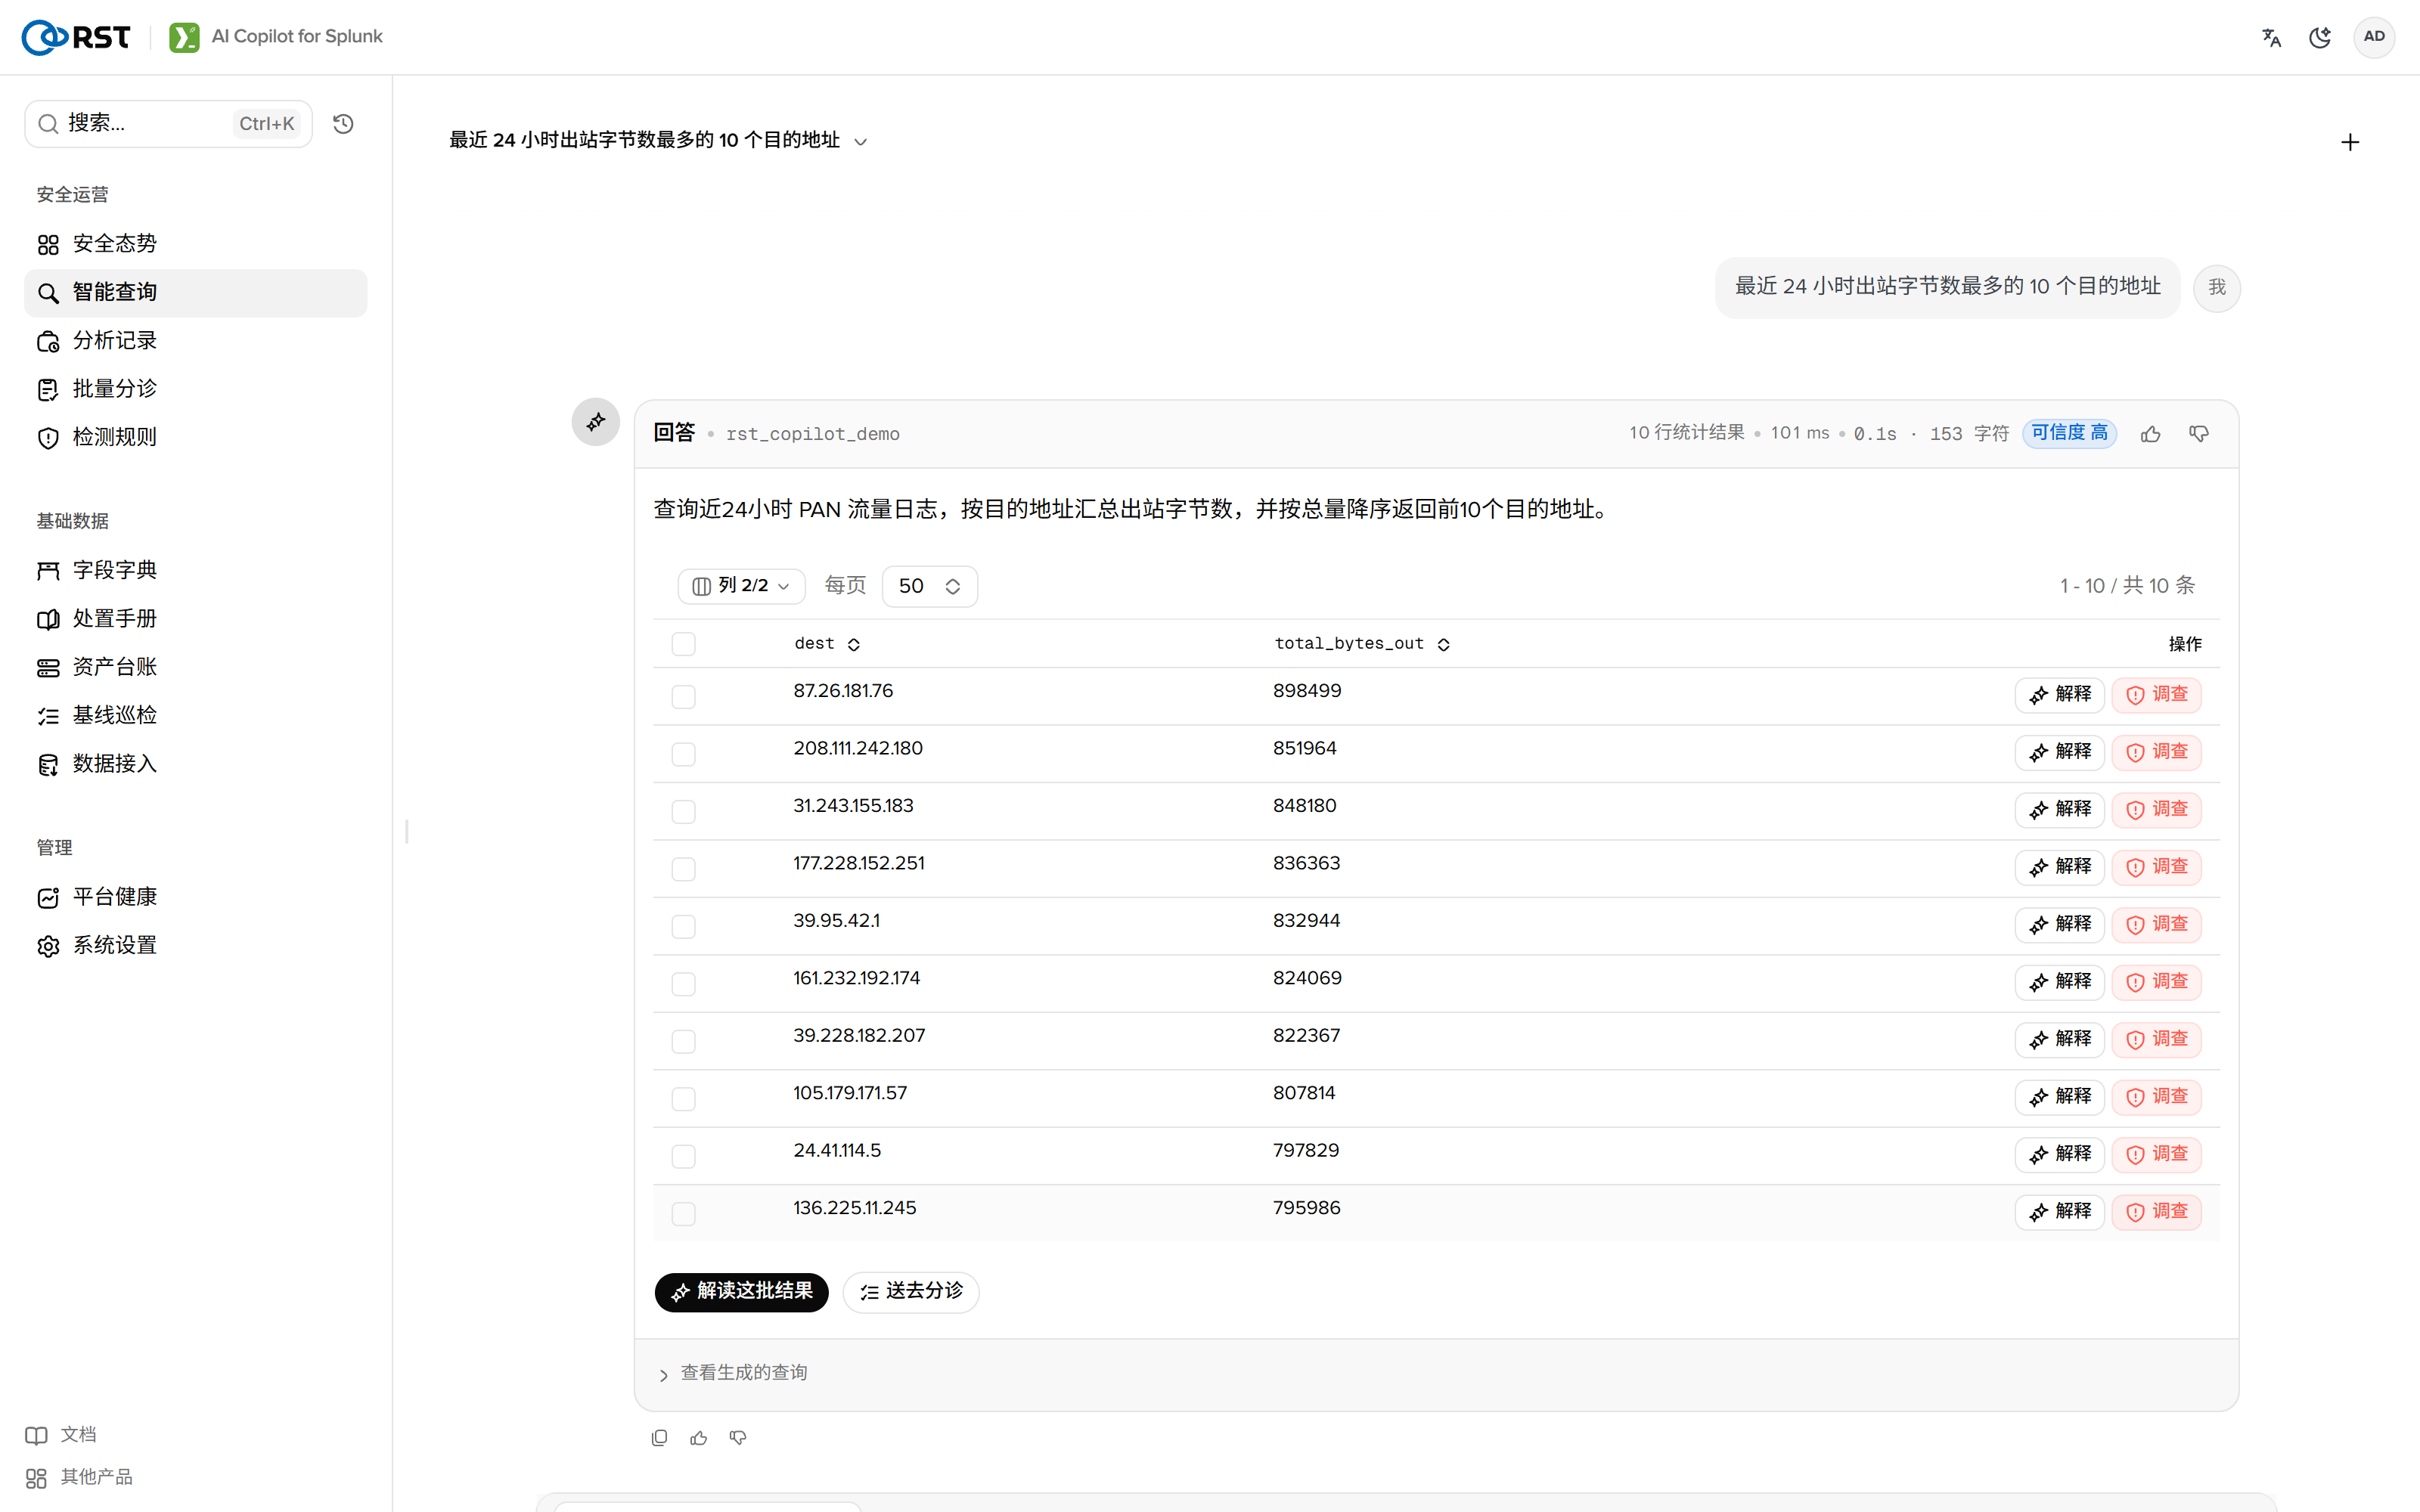 RST
AI Copilot for Splunk
AD
搜索...
Ctrl+K
安全运营
安全态势
智能查询
分析记录
批量分诊
检测规则
基础数据
字段字典
处置手册
资产台账
基线巡检
数据接入
管理
平台健康
系统设置
文档
其他产品
最近 24 小时出站字节数最多的 10 个目的地址
最近 24 小时出站字节数最多的 10 个目的地址
我
回答 • rst_copilot_demo
10 行统计结果 • 101 ms • 0.1s · 153 字符
可信度 高
查询近24小时 PAN 流量日志，按目的地址汇总出站字节数，并按总量降序返回前10个目的地址。
列 2/2
每页
50
1 - 10 / 共 10 条
dest total_bytes_out 操作
87.26.181.76 898499 解释 调查
208.111.242.180 851964 解释 调查
31.243.155.183 848180 解释 调查
177.228.152.251 836363 解释 调查
39.95.42.1 832944 解释 调查
161.232.192.174 824069 解释 调查
39.228.182.207 822367 解释 调查
105.179.171.57 807814 解释 调查
24.41.114.5 797829 解释 调查
136.225.11.245 795986 解释 调查
解读这批结果
送去分诊
查看生成的查询